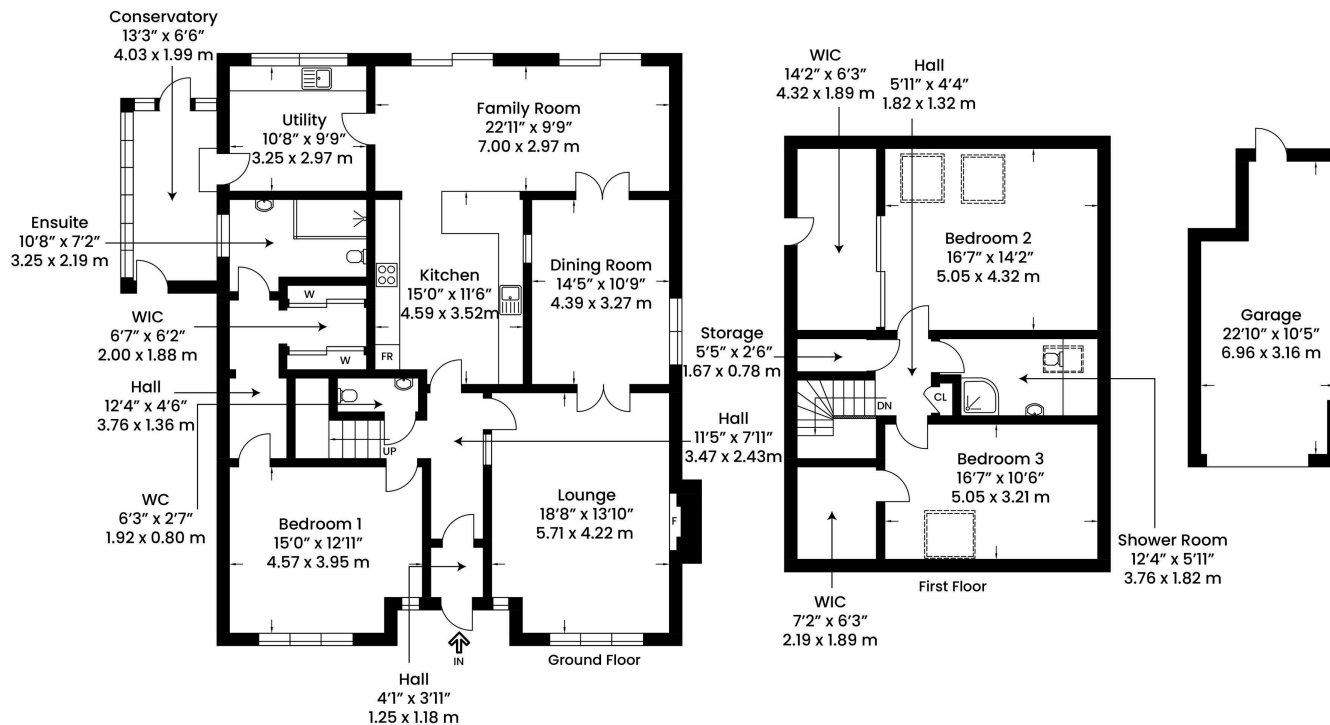 Conservatory
13'3" x 6'6"
4.03 x 1.99 m
Utility
10'8" x 9'9"
3.25 x 2.97 m
Family Room
22'11" x 9'9"
7.00 x 2.97 m
Ensuite
10'8" x 7'2"
3.25 x 2.19 m
Kitchen
15'0" x 11'6"
4.59 x 3.52m
Dining Room
14'5" x 10'9"
4.39 x 3.27 m
W
W
FR
WIC
6'7" x 6'2"
2.00 x 1.88 m
Hall
12'4" x 4'6"
3.76 x 1.36 m
WC
6'3" x 2'7"
1.92 x 0.80 m
UP
Hall
11'5" x 7'11"
3.47 x 2.43m
Bedroom 1
15'0" x 12'11"
4.57 x 3.95 m
Lounge
18'8" x 13'10"
5.71 x 4.22 m
F
IN
Ground Floor
Hall
4'1" x 3'11"
1.25 x 1.18 m
WIC
14'2" x 6'3"
4.32 x 1.89 m
Hall
5'11" x 4'4"
1.82 x 1.32 m
Bedroom 2
16'7" x 14'2"
5.05 x 4.32 m
Storage
5'5" x 2'6"
1.67 x 0.78 m
DN
CL
Bedroom 3
16'7" x 10'6"
5.05 x 3.21 m
Shower Room
12'4" x 5'11"
3.76 x 1.82 m
First Floor
WIC
7'2" x 6'3"
2.19 x 1.89 m
Garage
22'10" x 10'5"
6.96 x 3.16 m